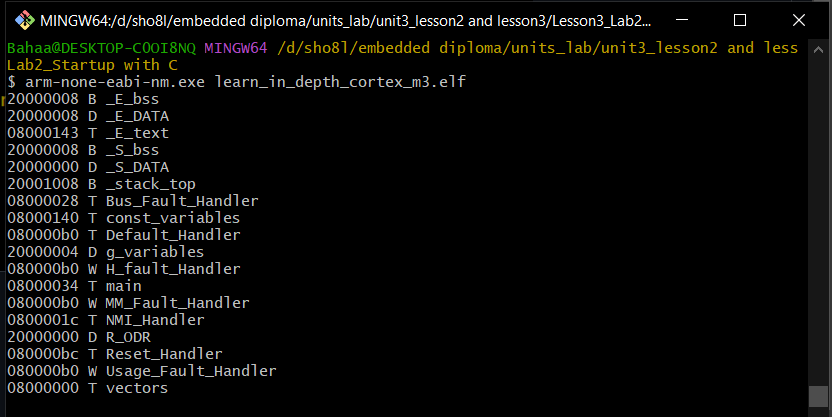 MINGW64:/d/sho8l/embedded diploma/units_lab/unit3_lesson2 and lesson3/Lesson3_Lab2...
Bahaa@DESKTOP-C0OI8NQ MINGW64 /d/sho8l/embedded diploma/units_lab/unit3_lesson2 and less
Lab2_Startup with C
$ arm-none-eabi-nm.exe learn_in_depth_cortex_m3.elf
20000008 B _E_bss
20000008 D _E_DATA
08000143 T _E_text
20000008 B _S_bss
20000000 D _S_DATA
20001008 B _stack_top
08000028 T Bus_Fault_Handler
08000140 T const_variables
080000b0 T Default_Handler
20000004 D g_variables
080000b0 W H_fault_Handler
08000034 T main
080000b0 W MM_Fault_Handler
0800001c T NMI_Handler
20000000 D R_ODR
080000bc T Reset_Handler
080000b0 W Usage_Fault_Handler
08000000 T vectors